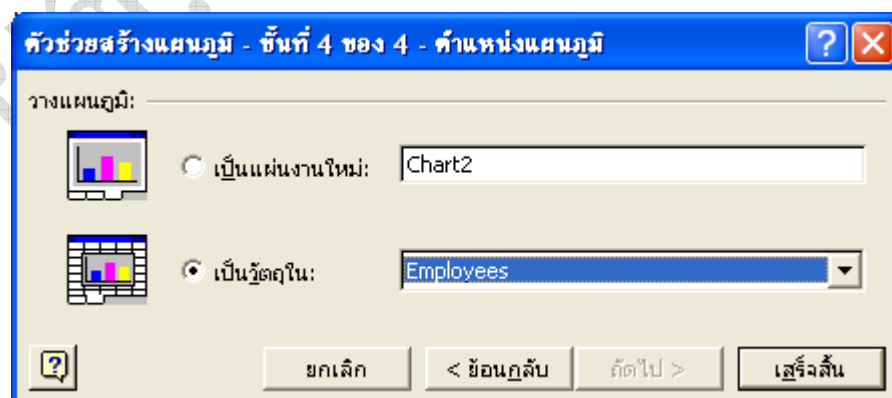 ตัวช่วยสร้างแผนภูมิ - ขั้นที่ 4 ของ 4 - ตำแหน่งแผนภูมิ
วางแผนภูมิ:
เป็นแผ่นงานใหม่: Chart2
เป็นวัตถุใน: Employees
ยกเลิก < ย้อนกลับ ถัดไป > เสร็จสิ้น